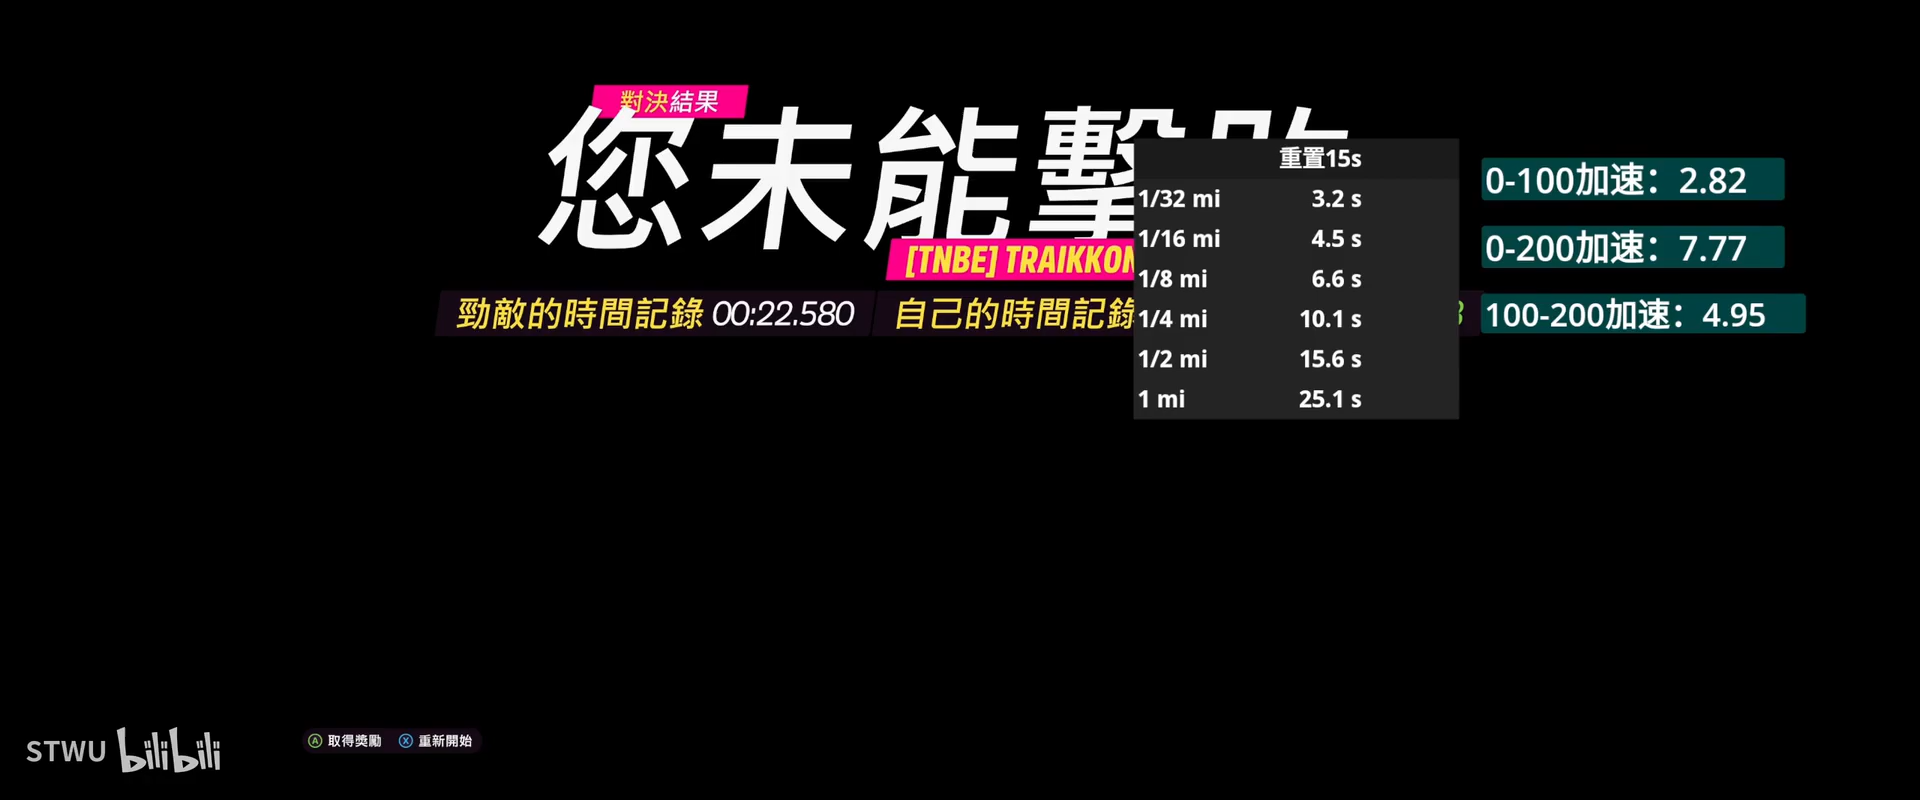 對決結果
您未能擊敗
[TNBE] TRAIKKON
勁敵的時間記錄 00:22.580
自己的時間記錄
重置15s
1/32 mi 3.2 s
1/16 mi 4.5 s
1/8 mi 6.6 s
1/4 mi 10.1 s
1/2 mi 15.6 s
1 mi 25.1 s
0-100加速：2.82
0-200加速：7.77
100-200加速：4.95
STWU bilibili
A 取得獎勵 X 重新開始